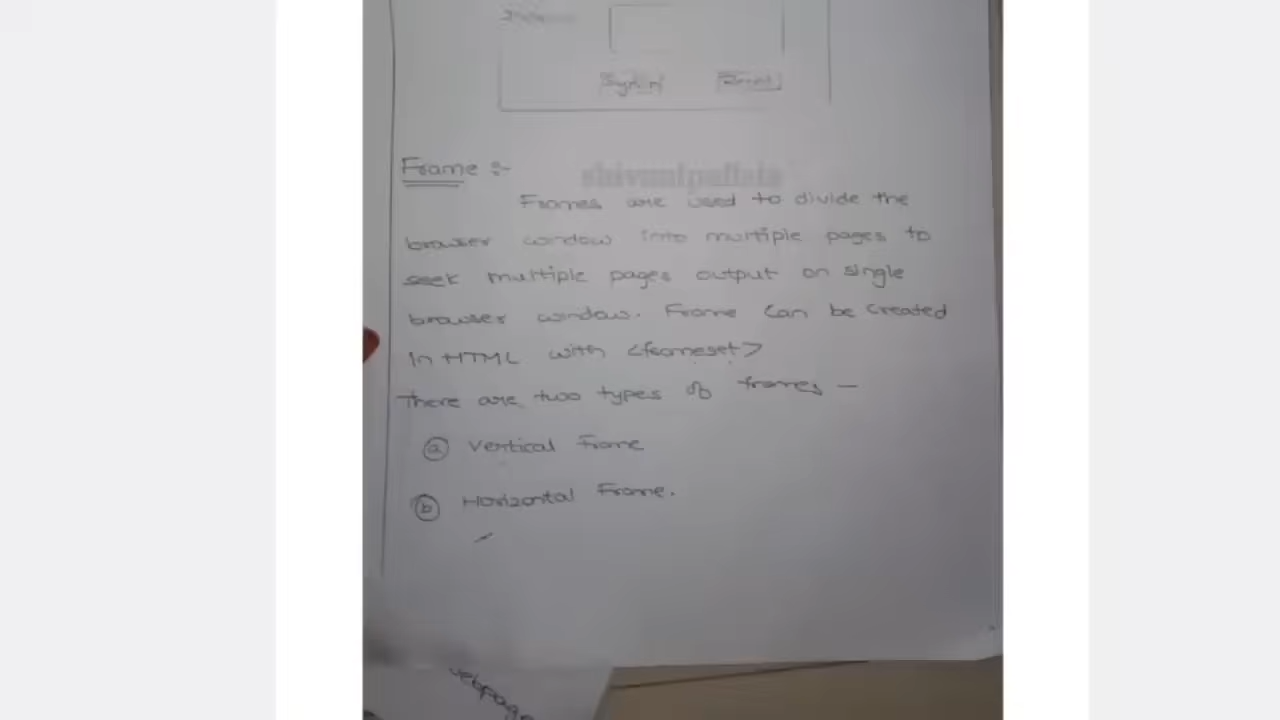 Frame :-
shivanipallela
Frames are used to divide the
browser window into multiple pages to
seek multiple pages output on single
browser window. Frame can be created
in HTML with <frameset>
There are two types of frames —
(a) Vertical Frame
(b) Horizontal Frame.
webpage